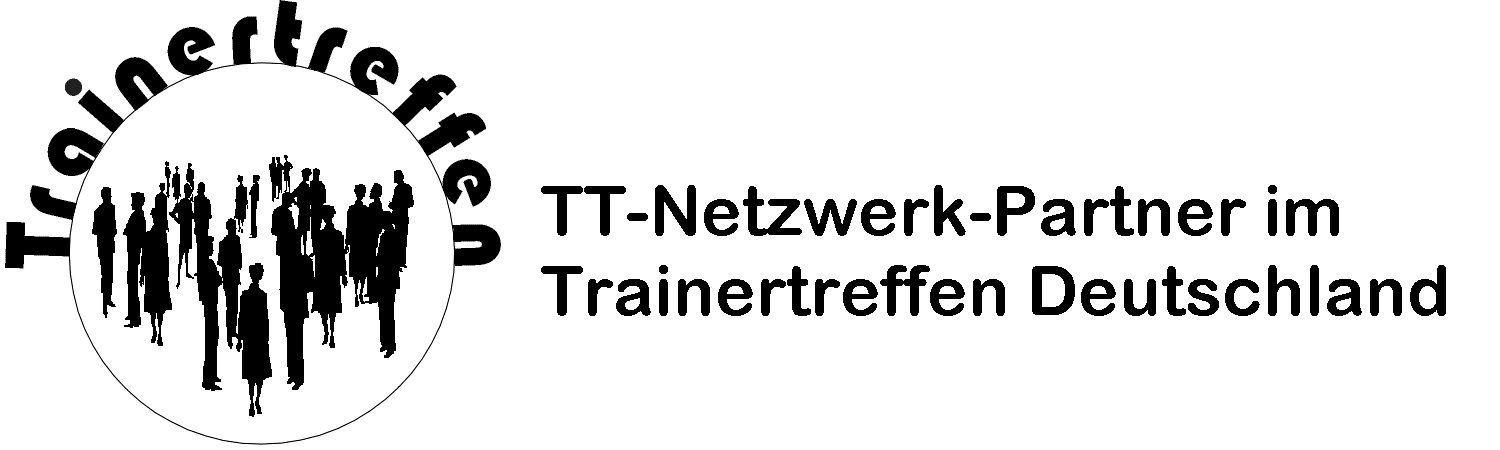 Trainertreffen
TT-Netzwerk-Partner im
Trainertreffen Deutschland